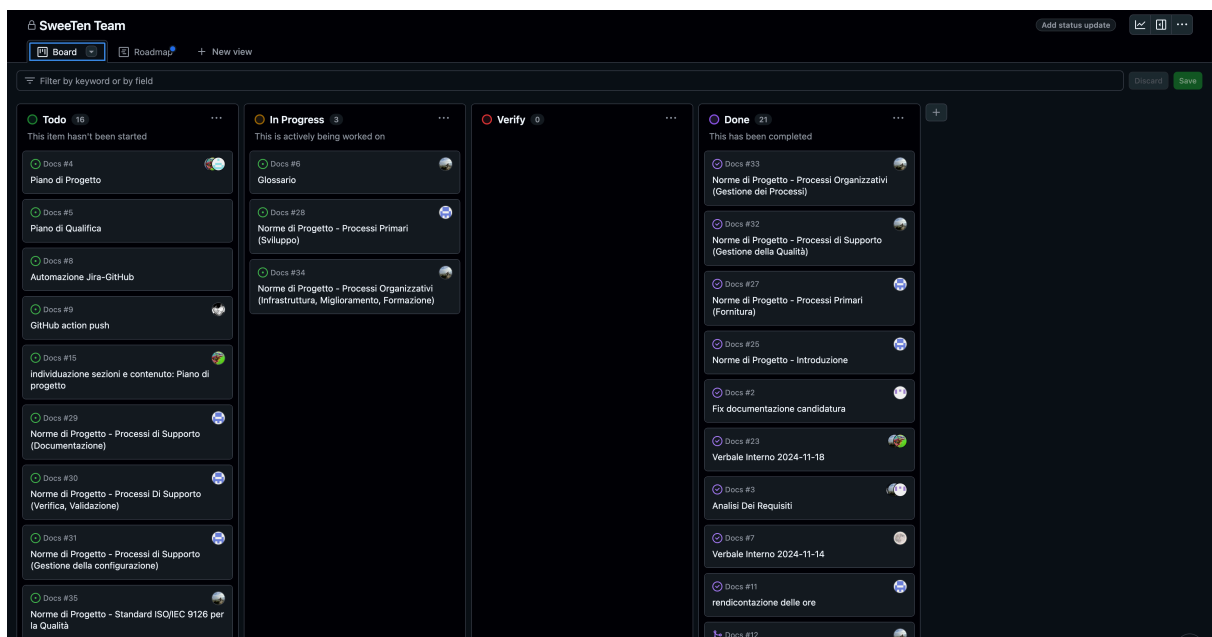 SweeTen Team
Add status update
Board
Roadmap
+ New view
Filter by keyword or by field
Discard
Save
Todo 16
This item hasn't been started
Docs #4
Piano di Progetto
Docs #5
Piano di Qualifica
Docs #8
Automazione Jira-GitHub
Docs #9
GitHub action push
Docs #15
individuazione sezioni e contenuto: Piano di
progetto
Docs #29
Norme di Progetto - Processi di Supporto
(Documentazione)
Docs #30
Norme di Progetto - Processi Di Supporto
(Verifica, Validazione)
Docs #31
Norme di Progetto - Processi di Supporto
(Gestione della configurazione)
Docs #35
Norme di Progetto - Standard ISO/IEC 9126 per
la Qualità
In Progress 3
This is actively being worked on
Docs #6
Glossario
Docs #28
Norme di Progetto - Processi Primari
(Sviluppo)
Docs #34
Norme di Progetto - Processi Organizzativi
(Infrastruttura, Miglioramento, Formazione)
Verify 0
Done 21
This has been completed
Docs #33
Norme di Progetto - Processi Organizzativi
(Gestione dei Processi)
Docs #32
Norme di Progetto - Processi di Supporto
(Gestione della Qualità)
Docs #27
Norme di Progetto - Processi Primari
(Fornitura)
Docs #25
Norme di Progetto - Introduzione
Docs #2
Fix documentazione candidatura
Docs #23
Verbale Interno 2024-11-18
Docs #3
Analisi Dei Requisiti
Docs #7
Verbale Interno 2024-11-14
Docs #11
rendicontazione delle ore
Docs #12